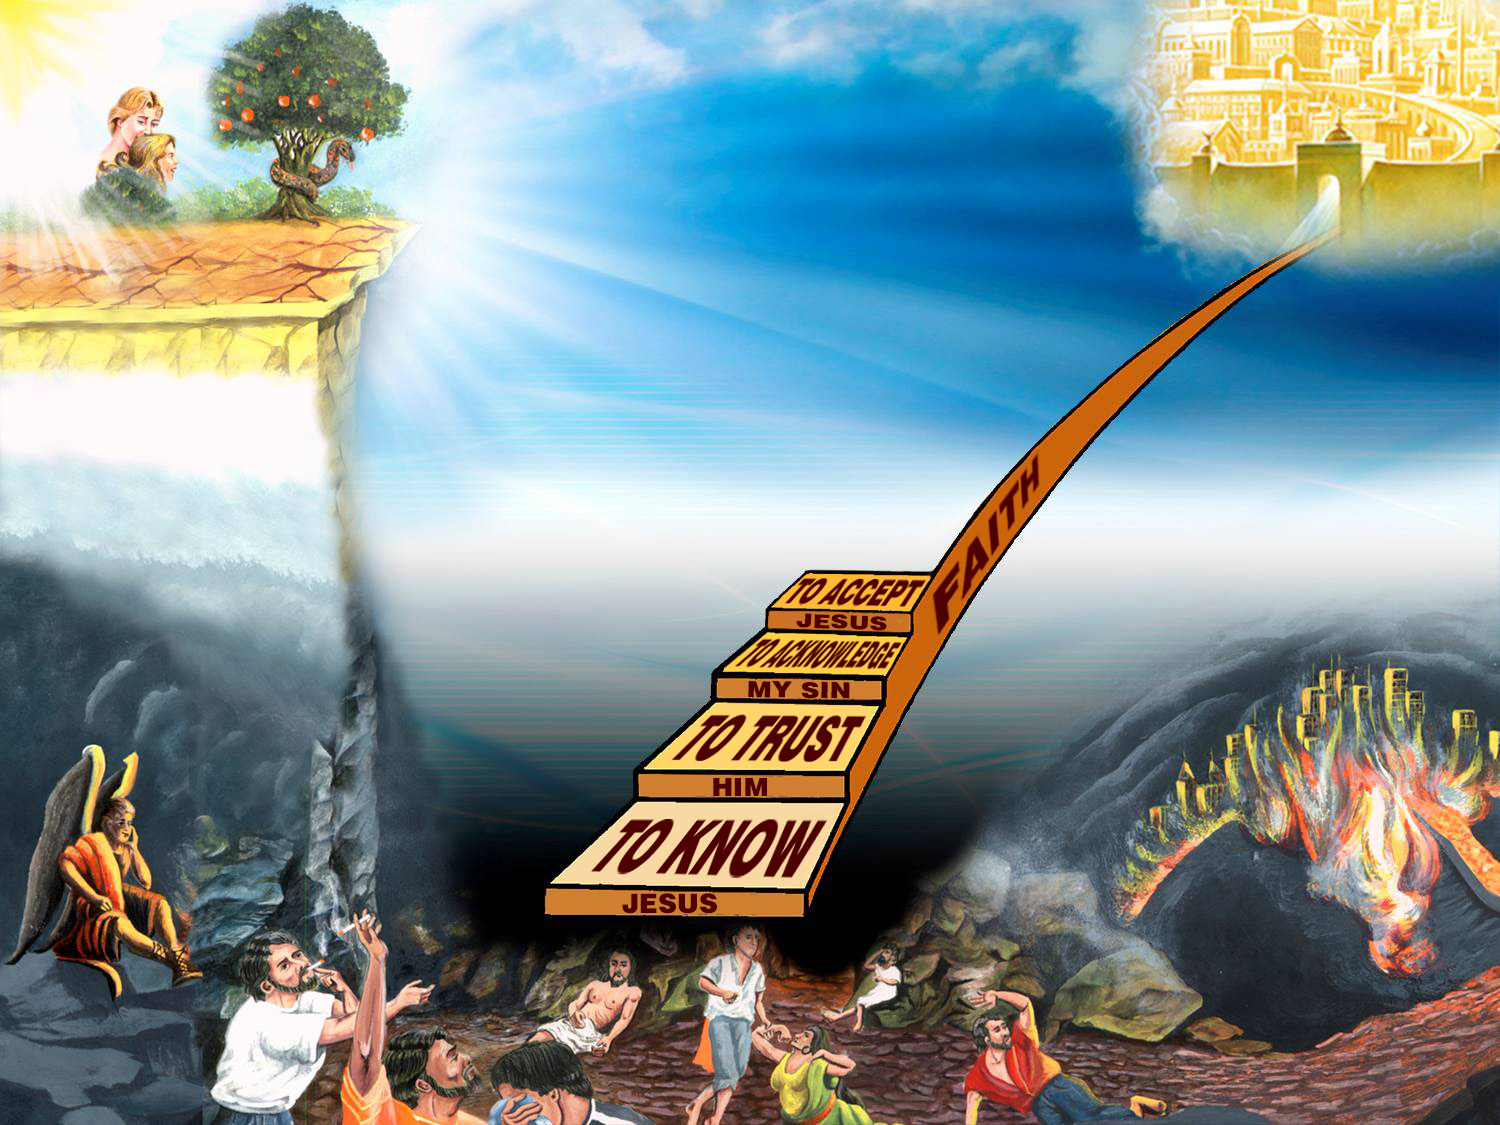 TO ACCEPT
JESUS
TO ACKNOWLEDGE
MY SIN
TO TRUST
HIM
TO KNOW
JESUS
FAITH